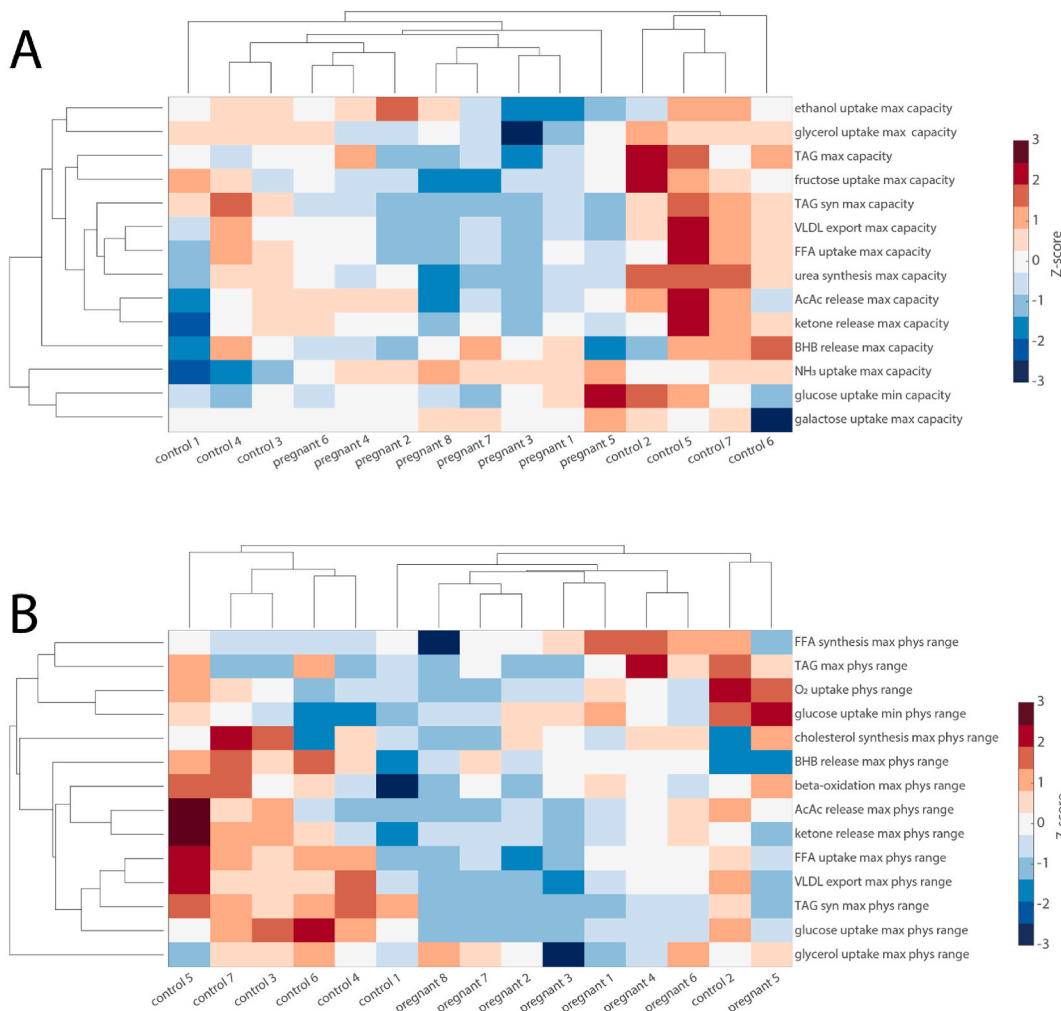 A
ethanol uptake max capacity
glycerol uptake max capacity
TAG max capacity
fructose uptake max capacity
TAG syn max capacity
VLDL export max capacity
FFA uptake max capacity
urea synthesis max capacity
AcAc release max capacity
ketone release max capacity
BHB release max capacity
NH₃ uptake max capacity
glucose uptake min capacity
galactose uptake max capacity
3
2
1
0
-1
-2
-3
Z-score
control 1
control 4
control 3
pregnant 6
pregnant 4
pregnant 2
pregnant 8
pregnant 7
pregnant 3
pregnant 1
pregnant 5
control 2
control 5
control 7
control 6
B
FFA synthesis max phys range
TAG max phys range
O₂ uptake phys range
glucose uptake min phys range
cholesterol synthesis max phys range
BHB release max phys range
beta-oxidation max phys range
AcAc release max phys range
ketone release max phys range
FFA uptake max phys range
VLDL export max phys range
TAG syn max phys range
glucose uptake max phys range
glycerol uptake max phys range
3
2
1
0
-1
-2
-3
Z-score
control 5
control 7
control 3
control 6
control 4
control 1
pregnant 8
pregnant 7
pregnant 2
pregnant 3
pregnant 1
pregnant 4
pregnant 6
control 2
pregnant 5